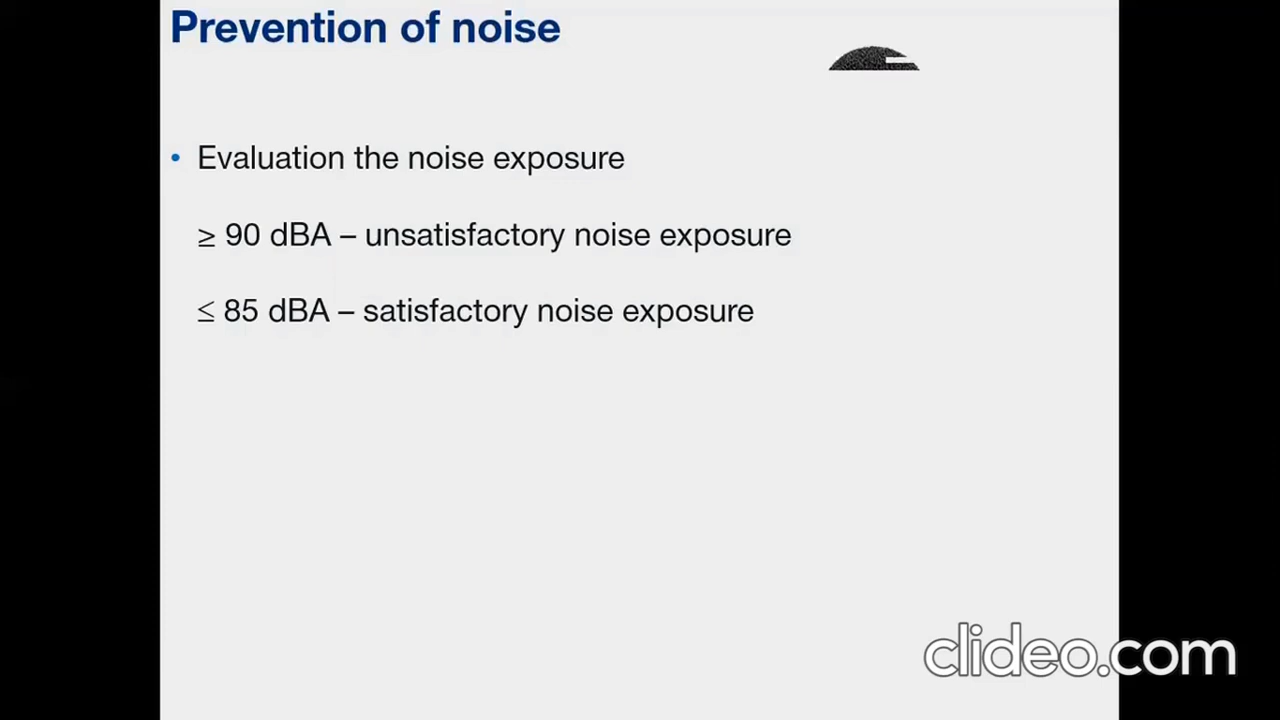 Prevention of noise
• Evaluation the noise exposure
≥ 90 dBA – unsatisfactory noise exposure
≤ 85 dBA – satisfactory noise exposure
clideo.com